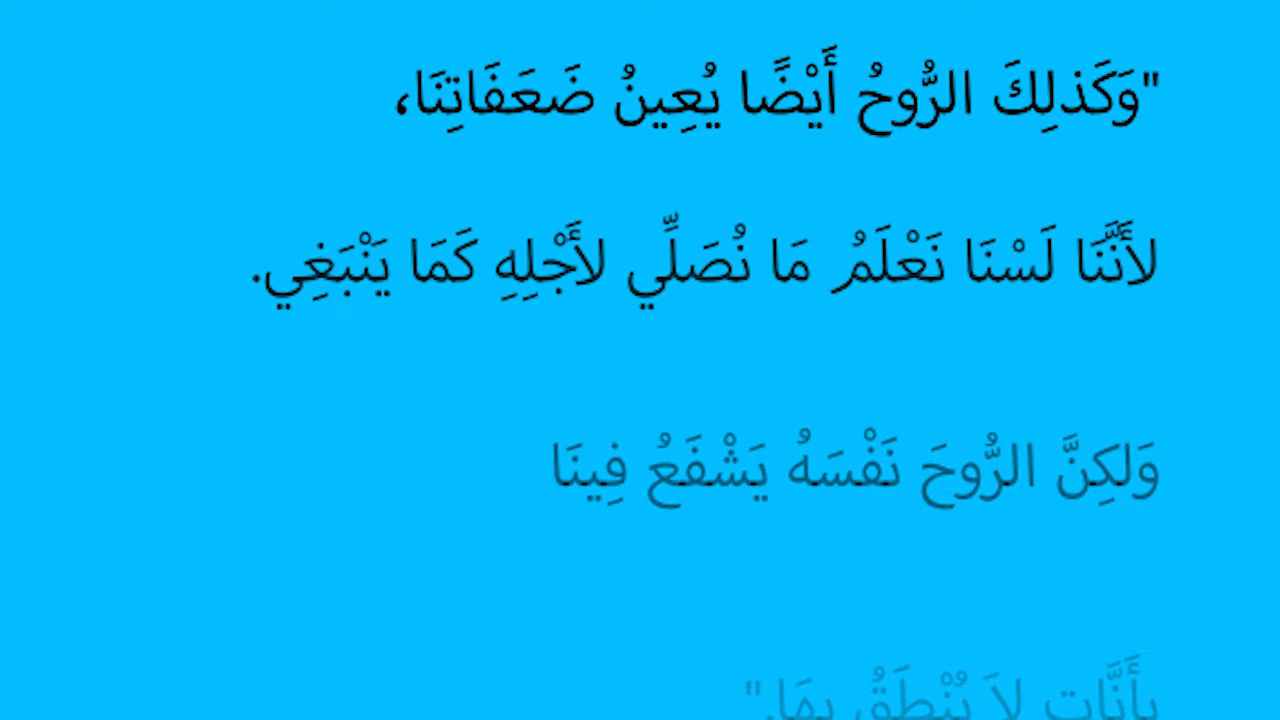 "وَكَذلِكَ الرُّوحُ أَيْضًا يُعِينُ ضَعَفَاتِنَا،
لأَنَّنَا لَسْنَا نَعْلَمُ مَا نُصَلِّي لأَجْلِهِ كَمَا يَنْبَغِي.
وَلكِنَّ الرُّوحَ نَفْسَهُ يَشْفَعُ فِينَا
بِأَنَّاتٍ لاَ يُنْطَقُ بِهَا."